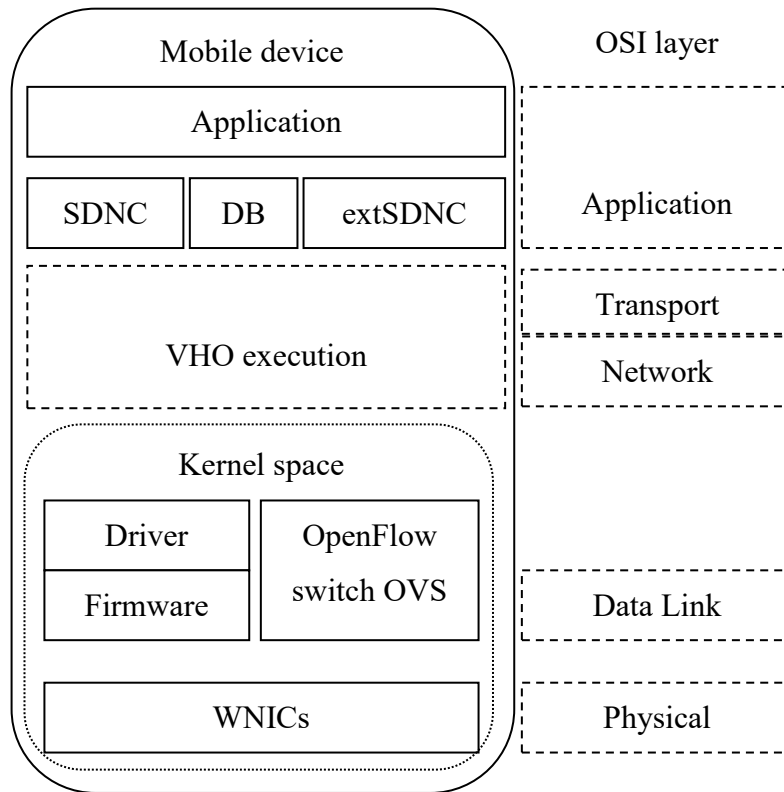 Mobile device
OSI layer
Application
SDNC
DB
extSDNC
Application
VHO execution
Transport
Network
Kernel space
Driver
Firmware
OpenFlow
switch OVS
Data Link
WNICs
Physical